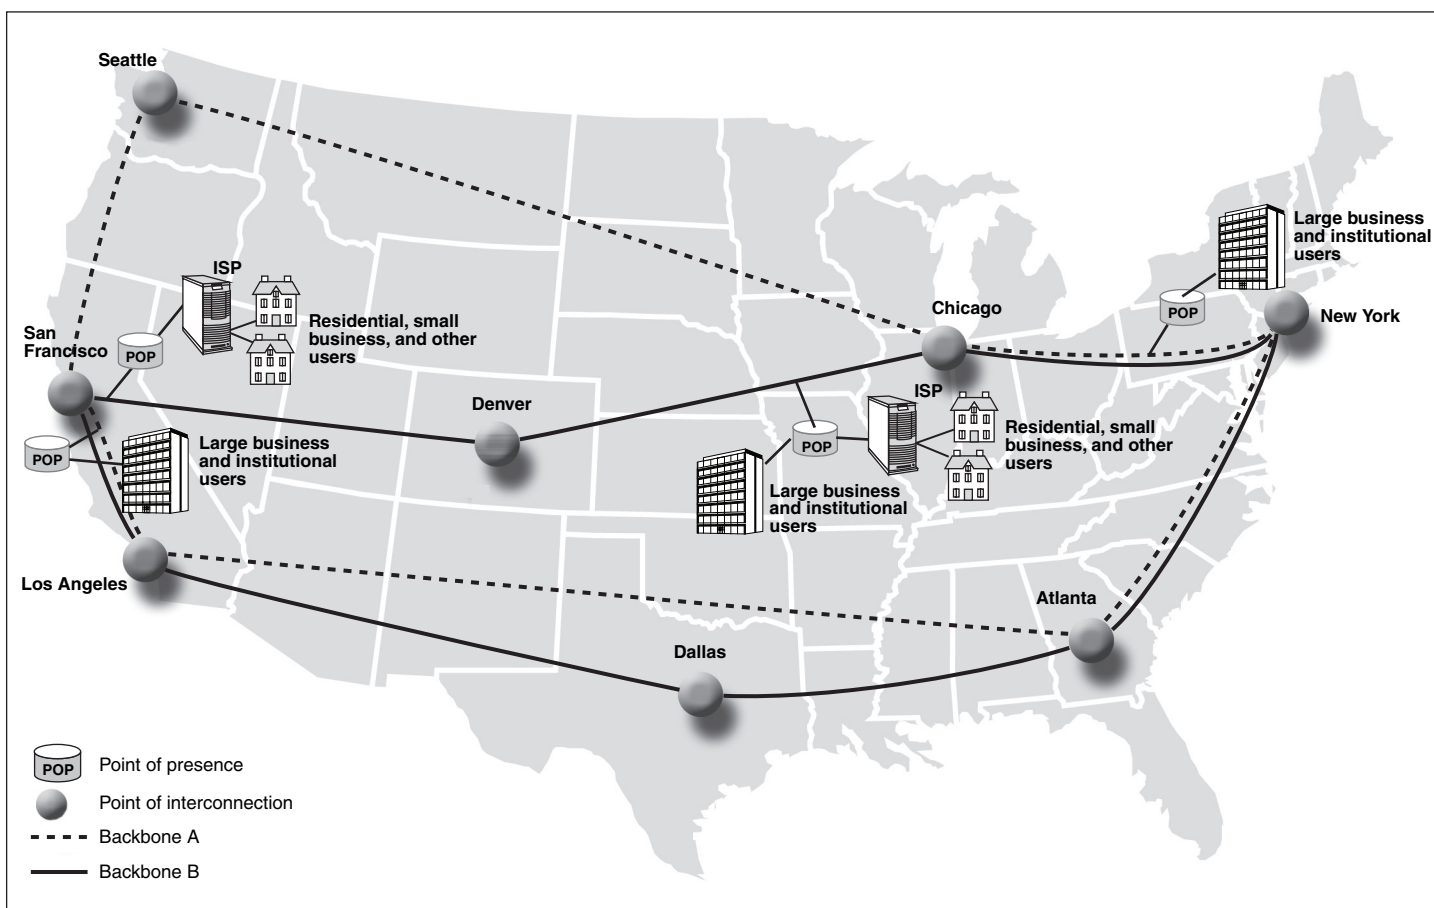 Seattle
Large business
and institutional
users
POP
New York
ISP
Residential, small
business, and other
users
San
Francisco
POP
Chicago
Denver
ISP
Residential, small
business, and other
users
POP
Large business
and institutional
users
POP
Large business
and institutional
users
Los Angeles
Atlanta
Dallas
POP
Point of presence
Point of interconnection
Backbone A
Backbone B